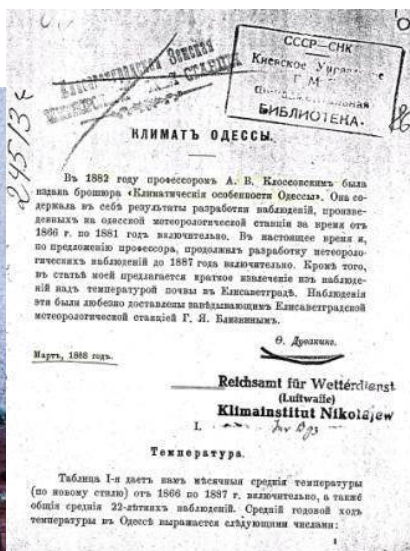 СССР—СНК
Киевское
Г М
БИБЛИОТЕКА.
Елисаветградская Земская
СТАНЦІЯ
24513
КЛИМАТЪ ОДЕССЫ.
Въ 1882 году профессоромъ А. В. Клоссовскимъ была
издана брошюра «Климатическія особенности Одессы». Она со-
держала въ себѣ результаты разработки наблюденій, произве-
денныхъ на одесской метеорологической станціи за время отъ
1866 г. по 1881 годъ включительно. Въ настоящее время я,
по предложенію профессора, продолжилъ разработку метеороло-
гическихъ наблюденій до 1887 года включительно. Кромѣ того,
въ статьѣ моей предлагается краткое извлеченіе изъ наблюде-
ній надъ температурой почвы въ Елисаветградѣ. Наблюденія
эти были любезно доставлены завѣдывающимъ Елисаветградской
метеорологической станціей Г. Я. Близнинымъ.
Ѳ. Дрожжинъ.
Мартъ, 1888 годъ.
Reichsamt für Wetterdienst
(Luftwaffe)
Klimainstitut Nikolajew
I.
Температура.
Таблица I-я даетъ намъ мѣсячныя среднія температуры
(по новому стилю) отъ 1866 по 1887 г. включительно, а также
общія среднія 22-лѣтнихъ наблюденій. Средній годовой ходъ
температуры въ Одессѣ выражается слѣдующими числами:
1